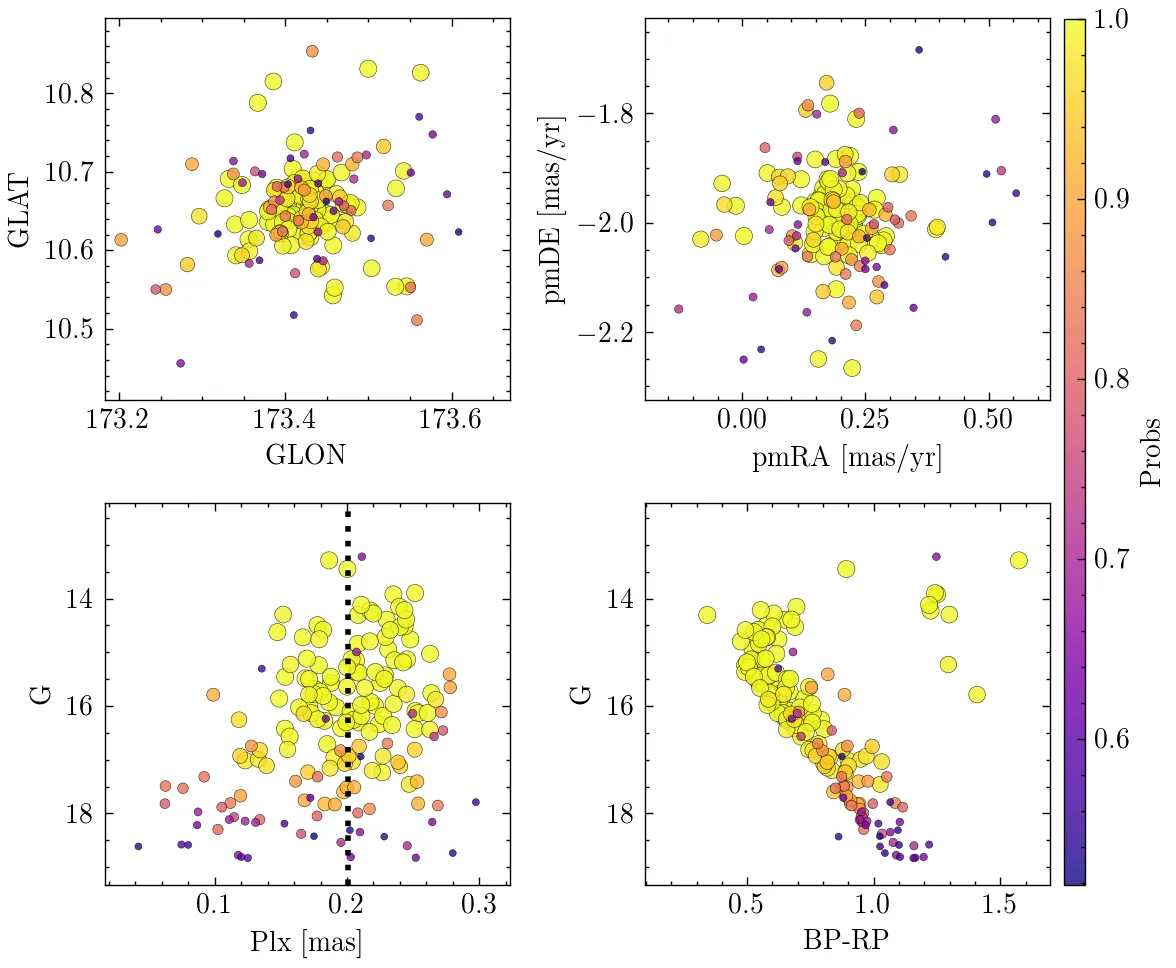 10.8
10.7
10.6
10.5
GLAT
173.2 173.4 173.6
GLON
−1.8
−2.0
−2.2
pmDE [mas/yr]
0.00 0.25 0.50
pmRA [mas/yr]
1.0
0.9
0.8
0.7
0.6
Probs
14
16
18
G
0.1 0.2 0.3
Plx [mas]
14
16
18
G
0.5 1.0 1.5
BP-RP